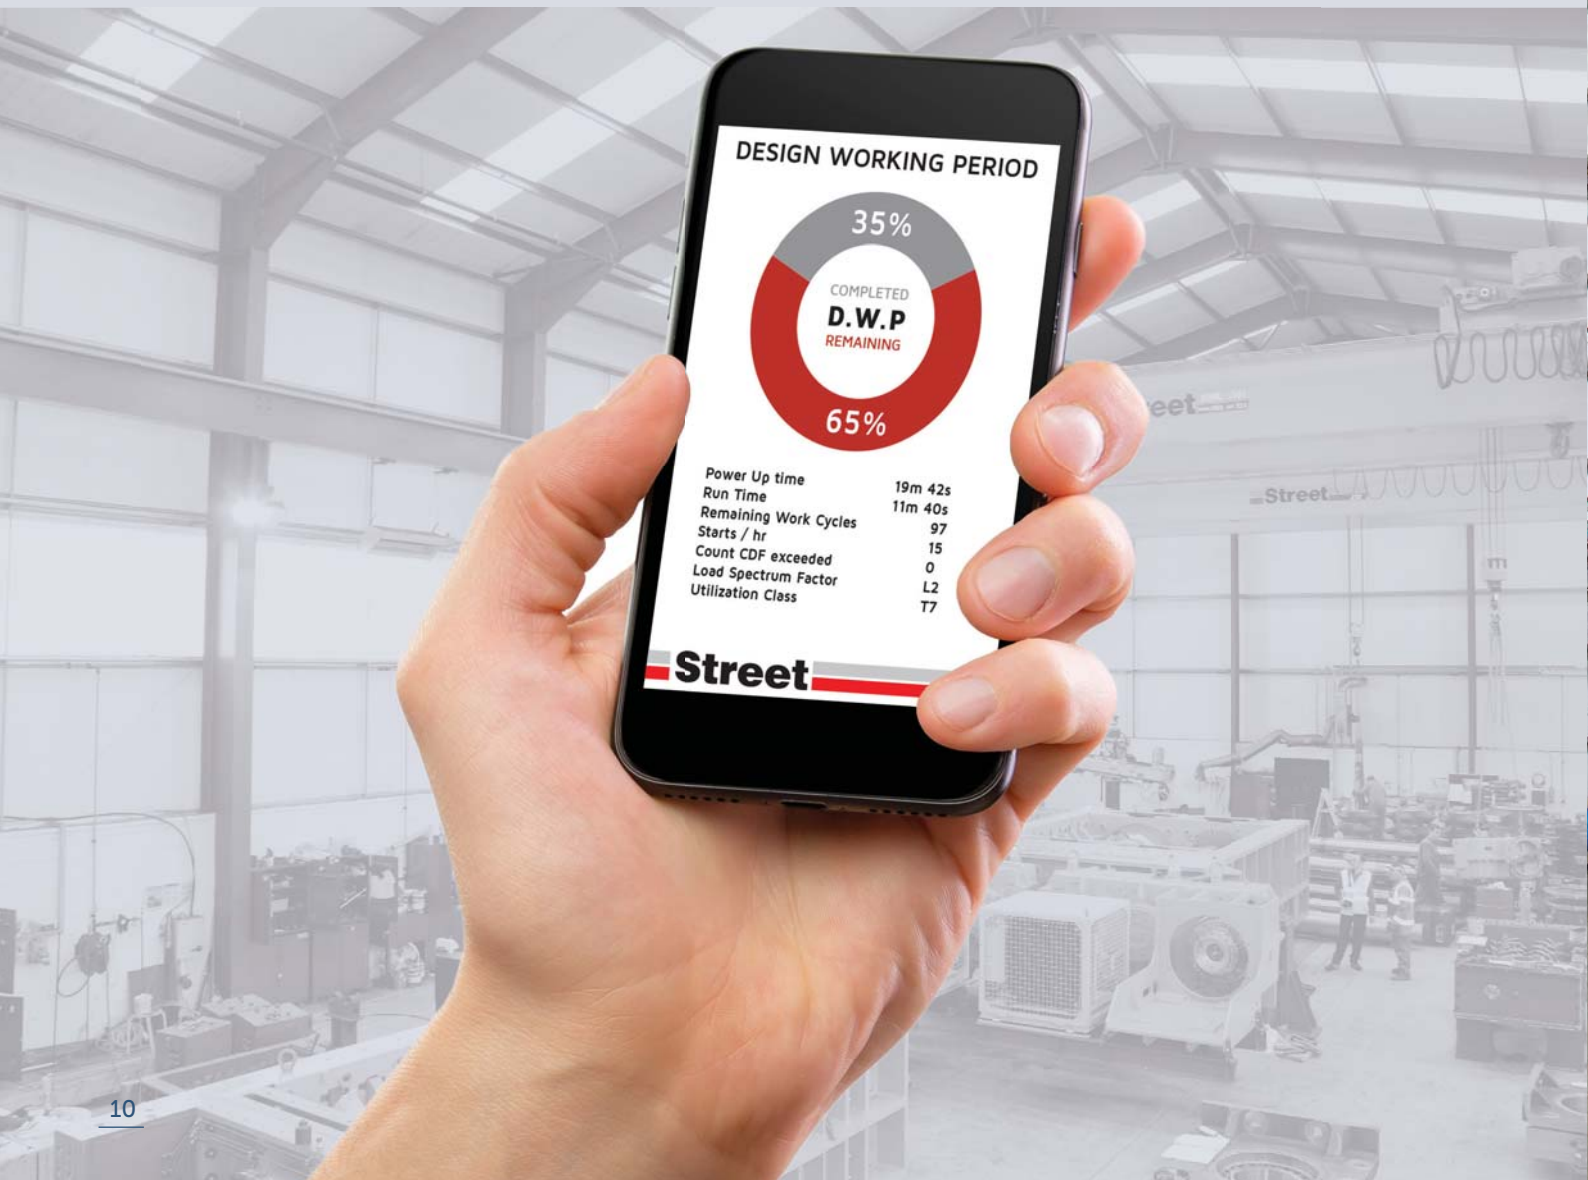 DESIGN WORKING PERIOD
35%
COMPLETED
D.W.P
REMAINING
65%
Power Up time 19m 42s
Run Time 11m 40s
Remaining Work Cycles 97
Starts / hr 15
Count CDF exceeded 0
Load Spectrum Factor L2
Utilization Class T7
Street
eet
Street
10